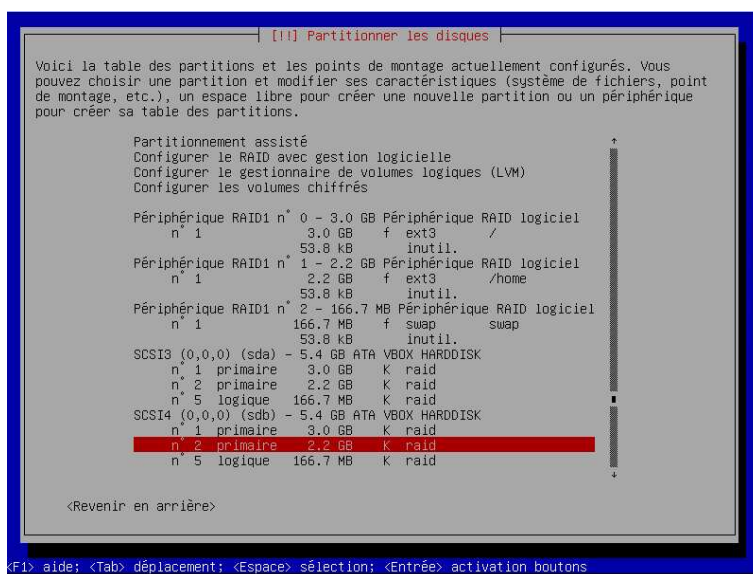 [!!] Partitionner les disques
Voici la table des partitions et les points de montage actuellement configurés. Vous
pouvez choisir une partition et modifier ses caractéristiques (système de fichiers, point
de montage, etc.), un espace libre pour créer une nouvelle partition ou un périphérique
pour créer sa table des partitions.
Partitionnement assisté
Configurer le RAID avec gestion logicielle
Configurer le gestionnaire de volumes logiques (LVM)
Configurer les volumes chiffrés
Périphérique RAID1 n° 0 - 3.0 GB Périphérique RAID logiciel
n° 1 3.0 GB f ext3 /
53.8 kB inutil.
Périphérique RAID1 n° 1 - 2.2 GB Périphérique RAID logiciel
n° 1 2.2 GB f ext3 /home
53.8 kB inutil.
Périphérique RAID1 n° 2 - 166.7 MB Périphérique RAID logiciel
n° 1 166.7 MB f swap swap
53.8 kB inutil.
SCSI3 (0,0,0) (sda) - 5.4 GB ATA VBOX HARDDISK
n° 1 primaire 3.0 GB K raid
n° 2 primaire 2.2 GB K raid
n° 5 logique 166.7 MB K raid
SCSI4 (0,0,0) (sdb) - 5.4 GB ATA VBOX HARDDISK
n° 1 primaire 3.0 GB K raid
n° 2 primaire 2.2 GB K raid
n° 5 logique 166.7 MB K raid
<Revenir en arrière>
<F1> aide; <Tab> déplacement; <Espace> sélection; <Entrée> activation boutons